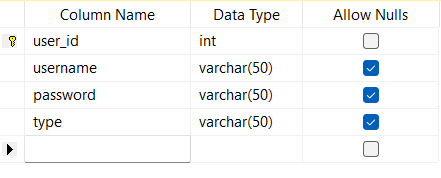 Column Name Data Type Allow Nulls
user_id int
username varchar(50)
password varchar(50)
type varchar(50)